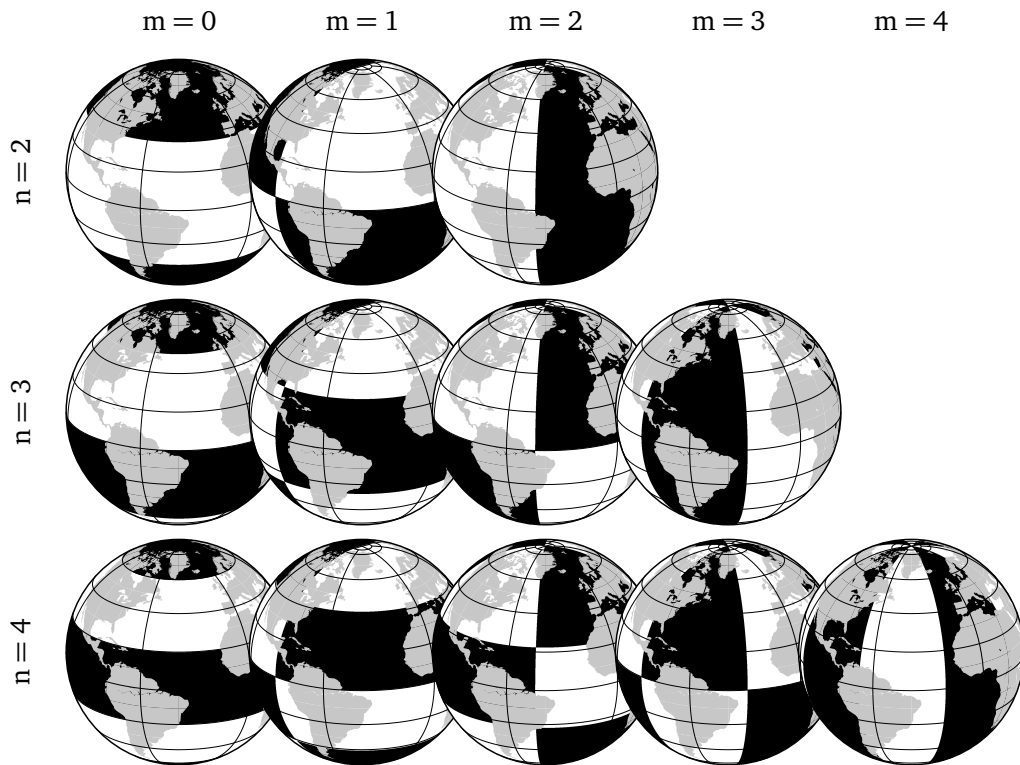 m = 0 m = 1 m = 2 m = 3 m = 4
n = 2
n = 3
n = 4